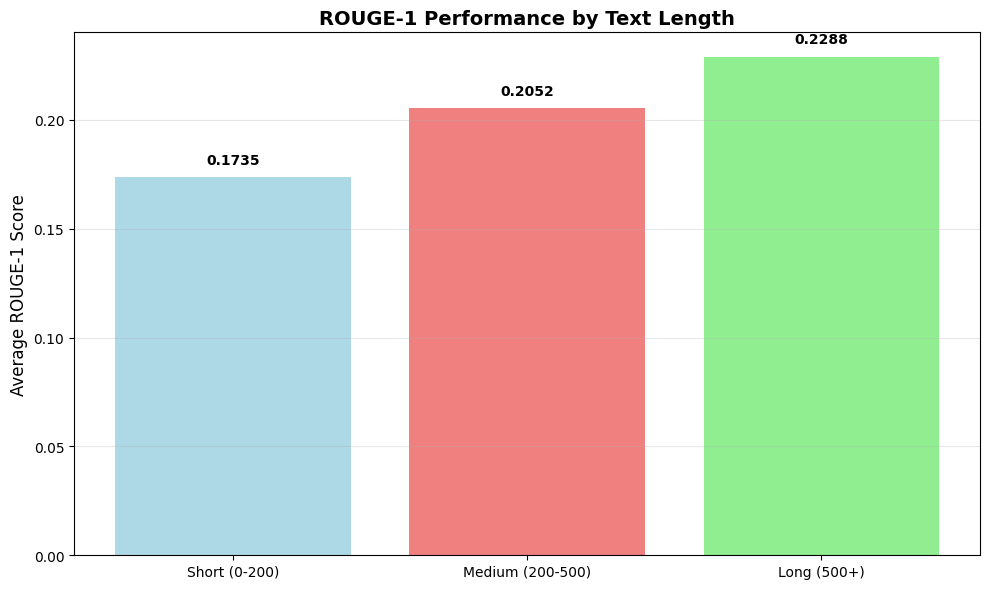 ROUGE-1 Performance by Text Length
Average ROUGE-1 Score
0.20
0.15
0.10
0.05
0.00
0.1735
0.2052
0.2288
Short (0-200)
Medium (200-500)
Long (500+)